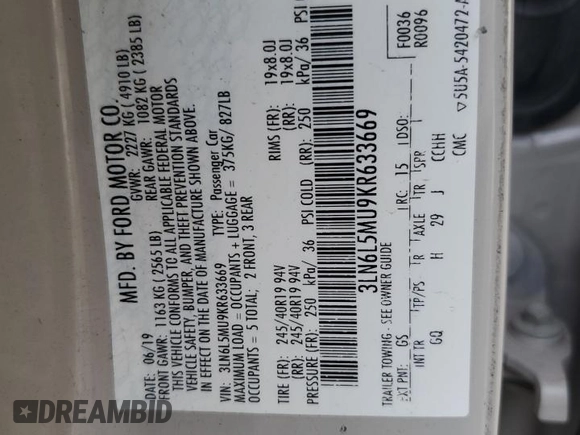 MFD. BY FORD MOTOR CO.
GVWR: 2227 KG ( 4910 LB)
DATE: 06/19
FRONT GAWR: 1163 KG ( 2565 LB)
REAR GAWR: 1082 KG ( 2385 LB)
THIS VEHICLE CONFORMS TO ALL APPLICABLE FEDERAL MOTOR
VEHICLE SAFETY, BUMPER, AND THEFT PREVENTION STANDARDS
IN EFFECT ON THE DATE OF MANUFACTURE SHOWN ABOVE.
VIN: 3LN6L5MU9KR633669
TYPE: Passenger Car
MAXIMUM LOAD = OCCUPANTS + LUGGAGE = 375KG/ 827LB
OCCUPANTS = 5 TOTAL; 2 FRONT, 3 REAR
TIRE (FR): 245/40R19 94V RIMS (FR): 19x8.0J
(RR): 245/40R19 94V (RR): 19x8.0J
PRESSURE (FR): 250 kPa/ 36 PSI COLD (RR): 250 kPa/ 36 PSI
3LN6L5MU9KR633669
F0036
R0096
TRAILER TOWING - SEE OWNER GUIDE
EXT PNT: GS RC: 15 DSO:
INT TR TP/PS TR AXLE TR SPR
GQ H 29 J CCHH
CMC
5U5A-5420472-A
DREAMBID